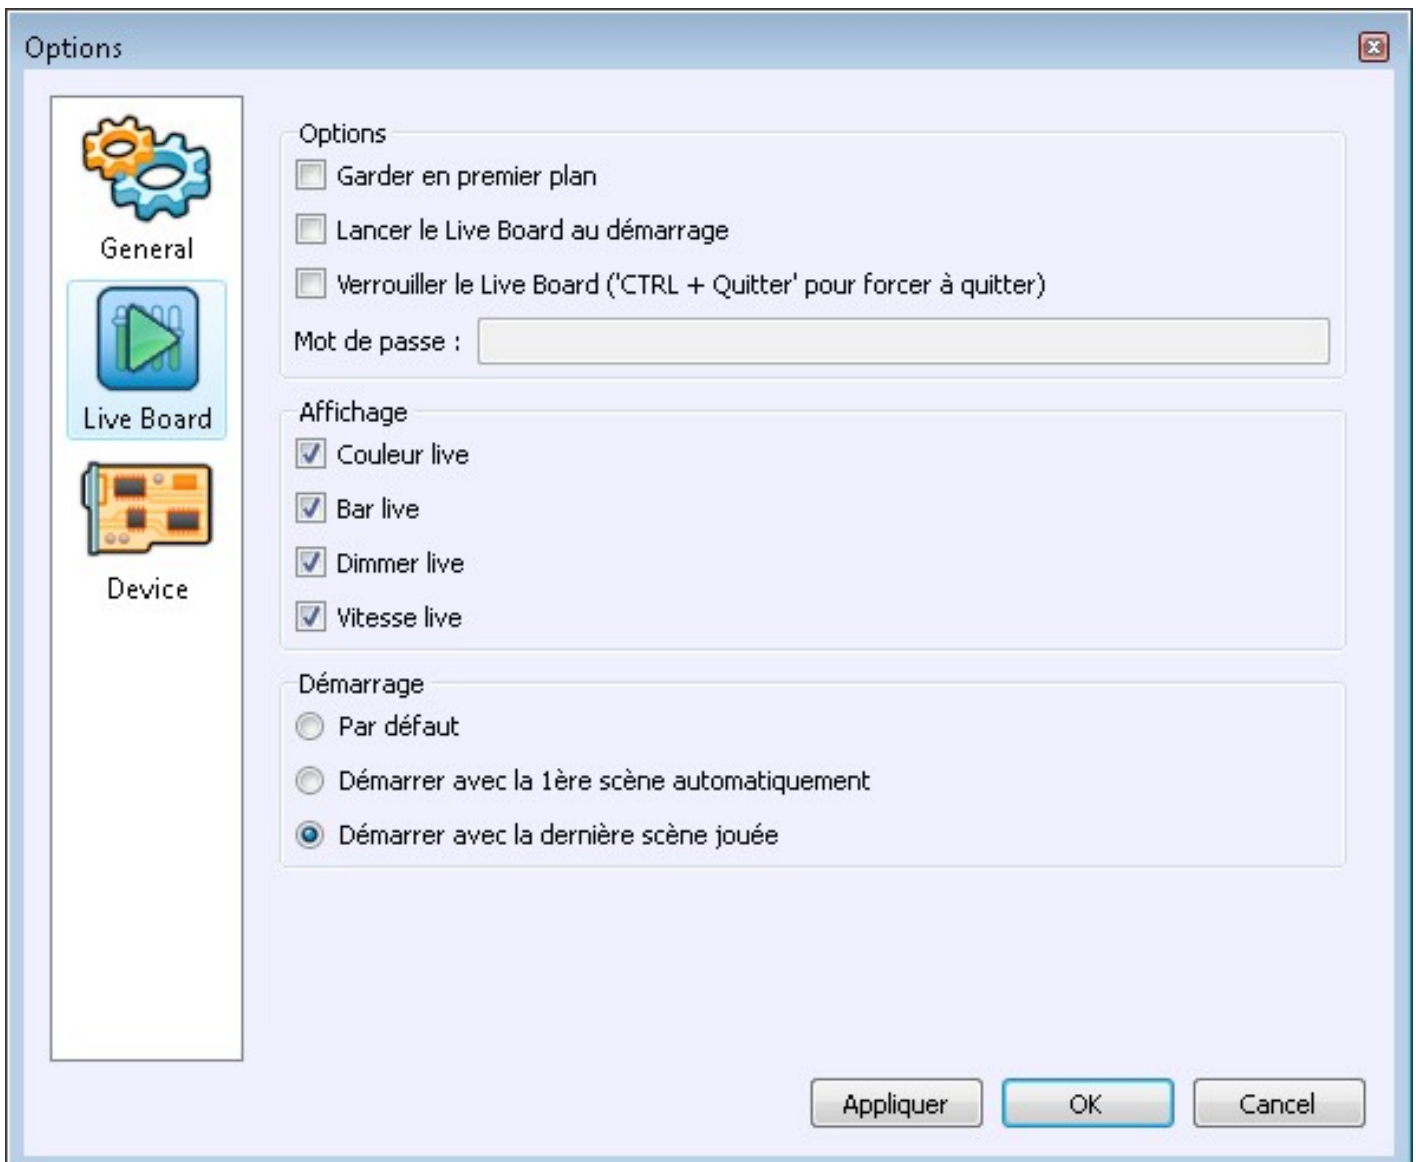 Options
General
Live Board
Device
Options
Garder en premier plan
Lancer le Live Board au démarrage
Verrouiller le Live Board ('CTRL + Quitter' pour forcer à quitter)
Mot de passe :
Affichage
Couleur live
Bar live
Dimmer live
Vitesse live
Démarrage
Par défaut
Démarrer avec la 1ère scène automatiquement
Démarrer avec la dernière scène jouée
Appliquer OK Cancel